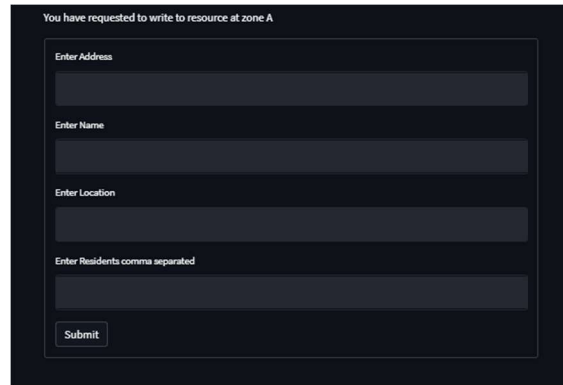 You have requested to write to resource at zone A
Enter Address
Enter Name
Enter Location
Enter Residents comma separated
Submit